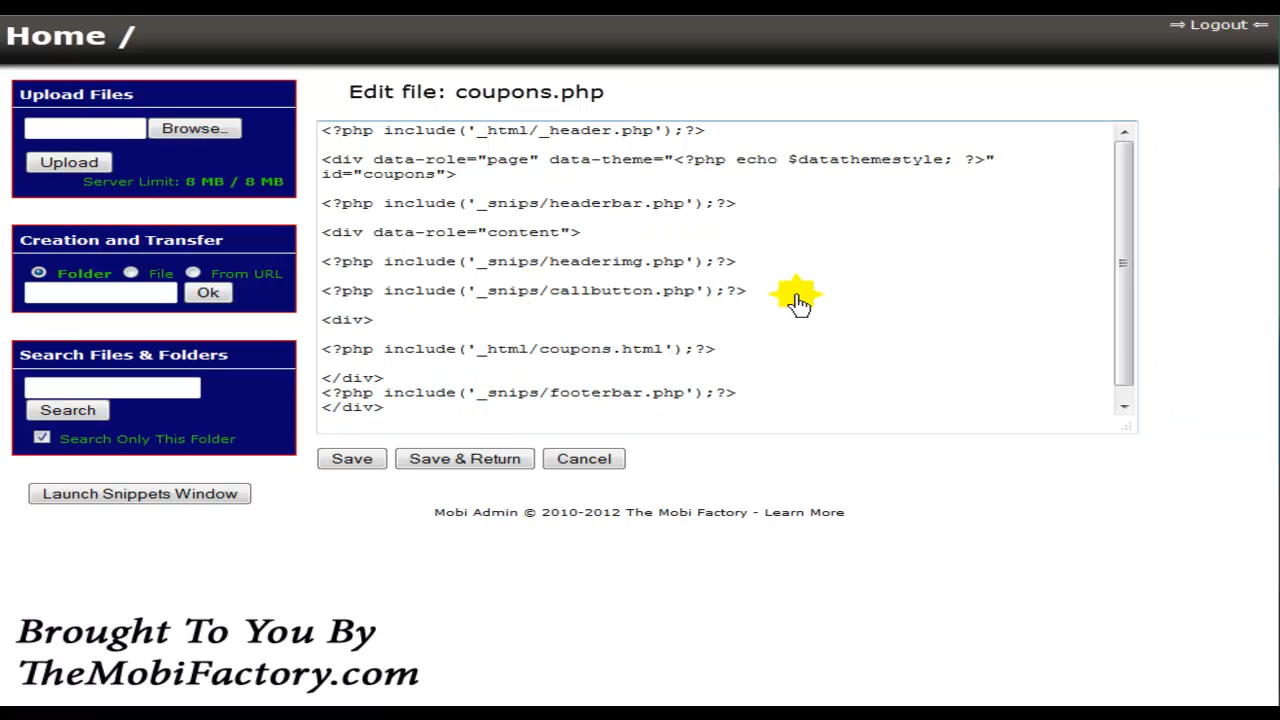 Home /
⇒ Logout ⇐
Upload Files
Browse...
Upload
Server Limit: 8 MB / 8 MB
Creation and Transfer
Folder File From URL
Ok
Search Files & Folders
Search
Search Only This Folder
Launch Snippets Window
Edit file: coupons.php
<?php include('_html/_header.php');?>
<div data-role="page" data-theme="<?php echo $datathemestyle; ?>"
id="coupons">
<?php include('_snips/headerbar.php');?>
<div data-role="content">
<?php include('_snips/headerimg.php');?>
<?php include('_snips/callbutton.php');?>
<div>
<?php include('_html/coupons.html');?>
</div>
<?php include('_snips/footerbar.php');?>
</div>
Save Save & Return Cancel
Mobi Admin © 2010-2012 The Mobi Factory - Learn More
Brought To You By
TheMobiFactory.com